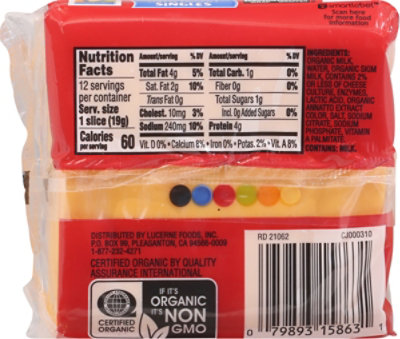 SINGLES
smartlabel
Scan here
for more food
information
Nutrition
Facts
12 servings
per container
Serv. size
1 slice (19g)
Calories 60
per serving
Amount/serving % DV
Total Fat 4g 5%
Sat. Fat 2g 10%
Trans Fat 0g
Cholest. 10mg 3%
Sodium 240mg 10%
Amount/serving % DV
Total Carb. 1g 0%
Fiber 0g 0%
Total Sugars 1g
Incl. 0g Added Sugars 0%
Protein 4g
Vit. D 0% • Calcium 8% • Iron 0% • Potas. 2% • Vit. A 8%
INGREDIENTS:
ORGANIC MILK,
WATER, ORGANIC SKIM
MILK, CONTAINS 2%
OR LESS OF CHEESE
CULTURE, ENZYMES,
LACTIC ACID, ORGANIC
ANNATTO EXTRACT
COLOR, SALT, SODIUM
CITRATE, SODIUM
PHOSPHATE, VITAMIN
A PALMITATE.
CONTAINS: MILK.
DISTRIBUTED BY LUCERNE FOODS, INC.
P.O. BOX 99, PLEASANTON, CA 94566-0009
1-877-232-4271
CERTIFIED ORGANIC BY QUALITY
ASSURANCE INTERNATIONAL
CERTIFIED
ORGANIC
IF IT'S
ORGANIC
IT'S NON
GMO
RD 21062 CJ000310
0 79893 15863 1